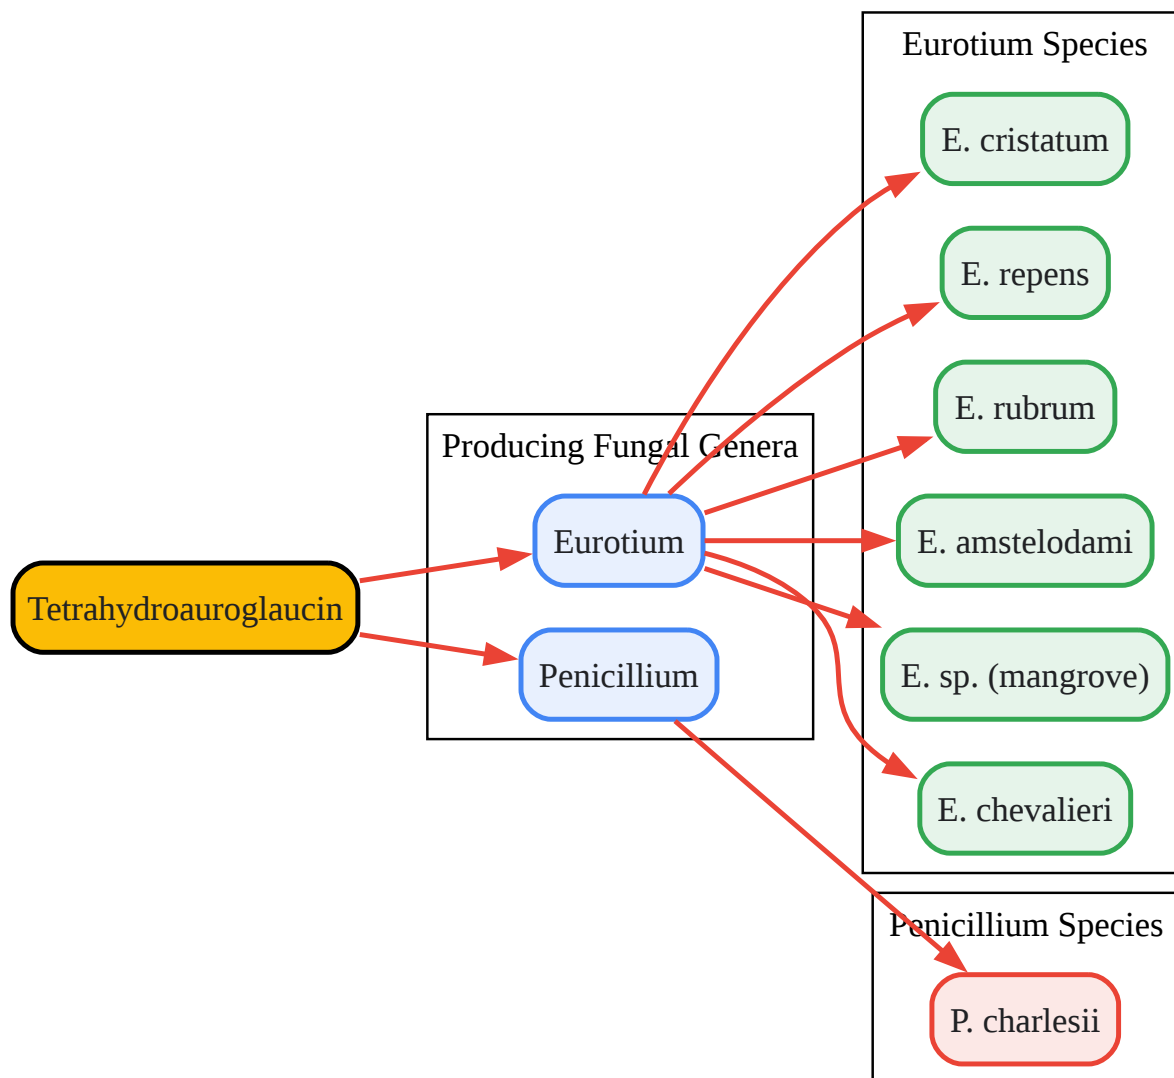 Tetrahydroauroglaucin
Producing Fungal Genera
Eurotium
Penicillium
Eurotium Species
E. cristatum
E. repens
E. rubrum
E. amstelodami
E. sp. (mangrove)
E. chevalieri
Penicillium Species
P. charlesii